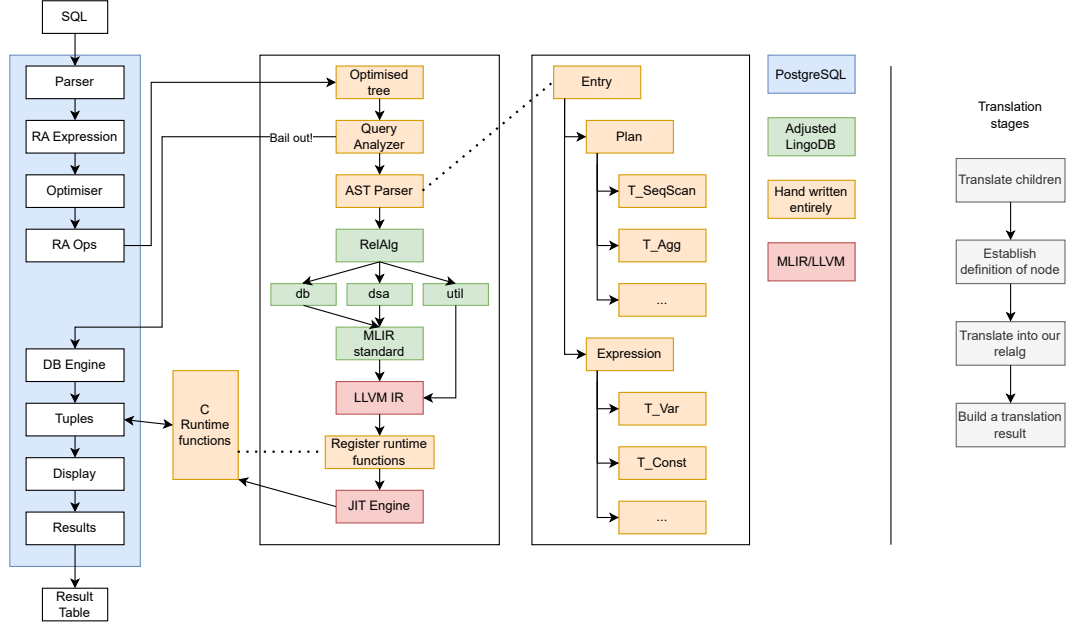 SQL
Parser
RA Expression
Optimiser
RA Ops
DB Engine
Tuples
Display
Results
Result
Table
C
Runtime
functions
Bail out!
Optimised
tree
Query
Analyzer
AST Parser
RelAlg
db
dsa
util
MLIR
standard
LLVM IR
Register runtime
functions
JIT Engine
Entry
Plan
T_SeqScan
T_Agg
...
Expression
T_Var
T_Const
...
PostgreSQL
Adjusted
LingoDB
Hand written
entirely
MLIR/LLVM
Translation
stages
Translate children
Establish
definition of node
Translate into our
relalg
Build a translation
result